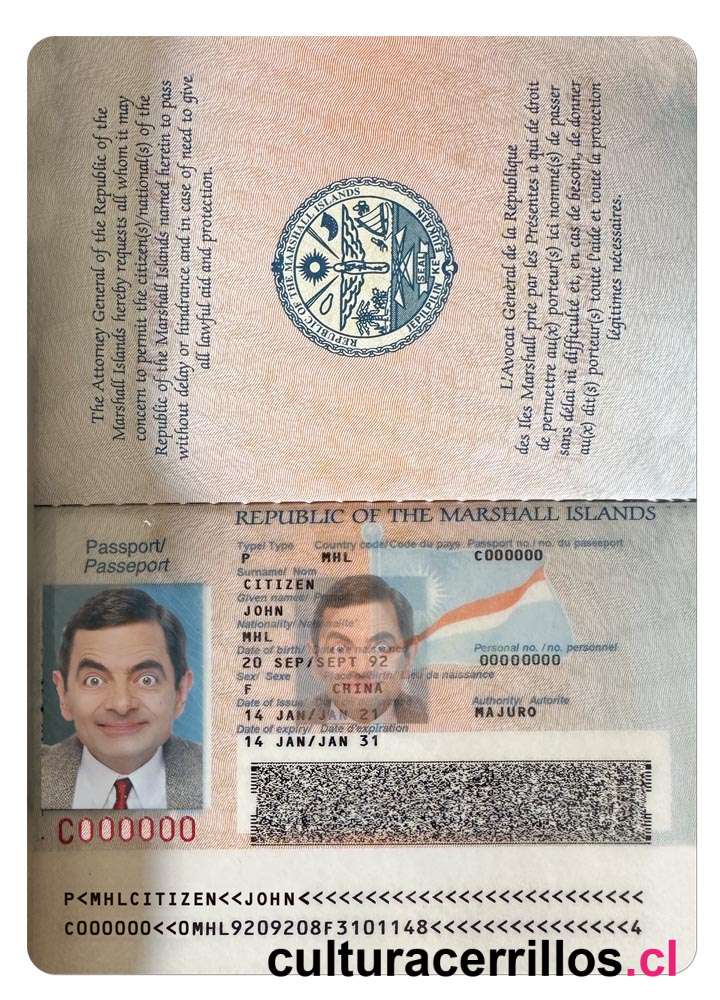 The Attorney General of the Republic of the
Marshall Islands hereby requests all whom it may
concern to permit the citizen(s)/national(s) of the
Republic of the Marshall Islands named herein to pass
without delay or hindrance and in case of need to give
all lawful aid and protection.
REPUBLIC OF THE MARSHALL ISLANDS
SEAL
JEPILPILIN KE EJUKAAN
L'Avocat Général de la République
des Iles Marshall prie par les Presentes à qui de droit
de permettre au(x) porteur(s) ici nommé(s) de passer
sans délai ni difficulté et, en cas de besoin, de donner
au(x) dit(s) porteur(s) toute l'aide et toute la protection
légitimes nécessaires.
REPUBLIC OF THE MARSHALL ISLANDS
Passport/
Passeport
Type/ Type Country code/Code du pays Passport no./ no. du passeport
P MHL C000000
Surname/ Nom
CITIZEN
Given names/
JOHN
Nationality/ Nationalite
MHL
Date of birth/ Date de naissance Personal no. / no. personnel
20 SEP/SEPT 92 00000000
Sex/ Sexe Place of birth/ Lieu de naissance
F CHINA
Date of issue/ Authority/ Autorite
14 JAN/JAN 21 MAJURO
Date of expiry/ Date d'expiration
14 JAN/JAN 31
C000000
P<MHLCITIZEN<<JOHN<<<<<<<<<<<<<<<<<<<<<<<<<<
C000000<<0MHL9209208F3101148<<<<<<<<<<<<<<<4
culturacerrillos.cl